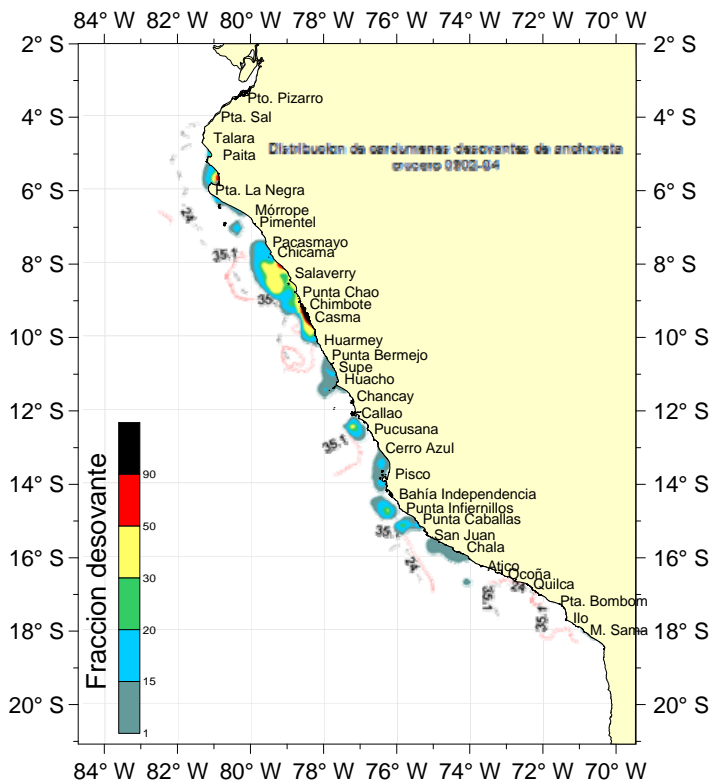 84° W 82° W 80° W 78° W 76° W 74° W 72° W 70° W
2° S 2° S
4° S 4° S
6° S 6° S
8° S 8° S
10° S 10° S
12° S 12° S
14° S 14° S
16° S 16° S
18° S 18° S
20° S 20° S
Pto. Pizarro
Pta. Sal
Talara
Distribucion de cardumenes desovantes de anchoveta
Paita
crucero 0302-04
Pta. La Negra
24
Mórrope
Pimentel
Pacasmayo
35.1
Chicama
Salaverry
Punta Chao
35.
Chimbote
Casma
Huarmey
Punta Bermejo
Supe
Huacho
Chancay
Callao
Pucusana
35.1
Cerro Azul
Pisco
Bahía Independencia
Punta Infiernillos
Punta Caballas
35.1
San Juan
Chala
24
Atico
Ocoña
24
Quilca
35.1
Pta. Bombom
35.1
Ilo
M. Sama
Fraccion desovante
90
50
30
20
15
1
84° W 82° W 80° W 78° W 76° W 74° W 72° W 70° W